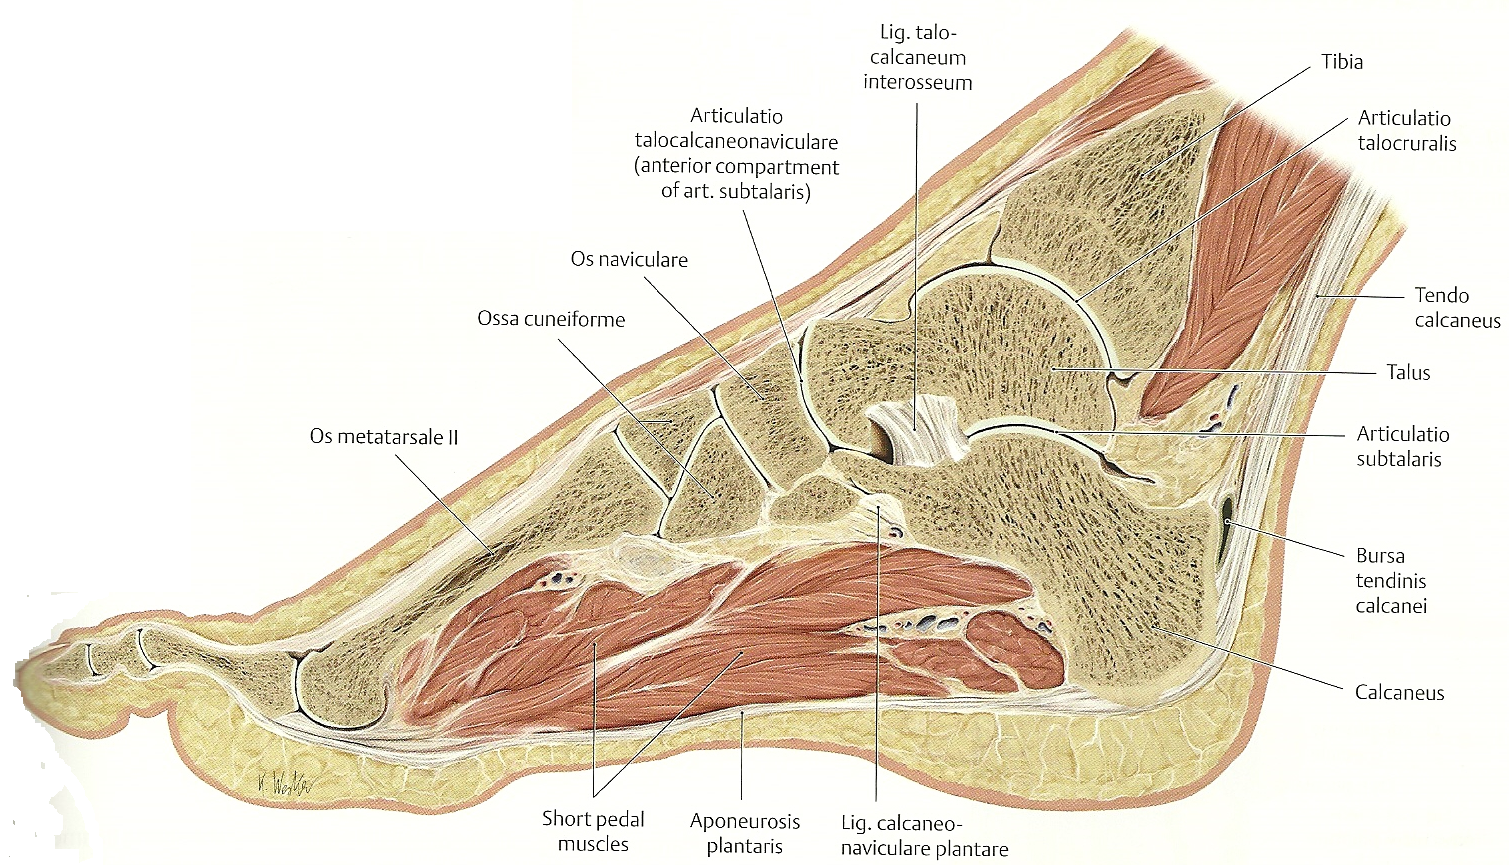 Lig. talo-
calcaneum
interosseum
Tibia
Articulatio
talocalcaneonaviculare
(anterior compartment
of art. subtalaris)
Articulatio
talocruralis
Os naviculare
Ossa cuneiforme
Tendo
calcaneus
Talus
Os metatarsale II
Articulatio
subtalaris
Bursa
tendinis
calcanei
Calcaneus
Short pedal
muscles
Aponeurosis
plantaris
Lig. calcaneo-
naviculare plantare